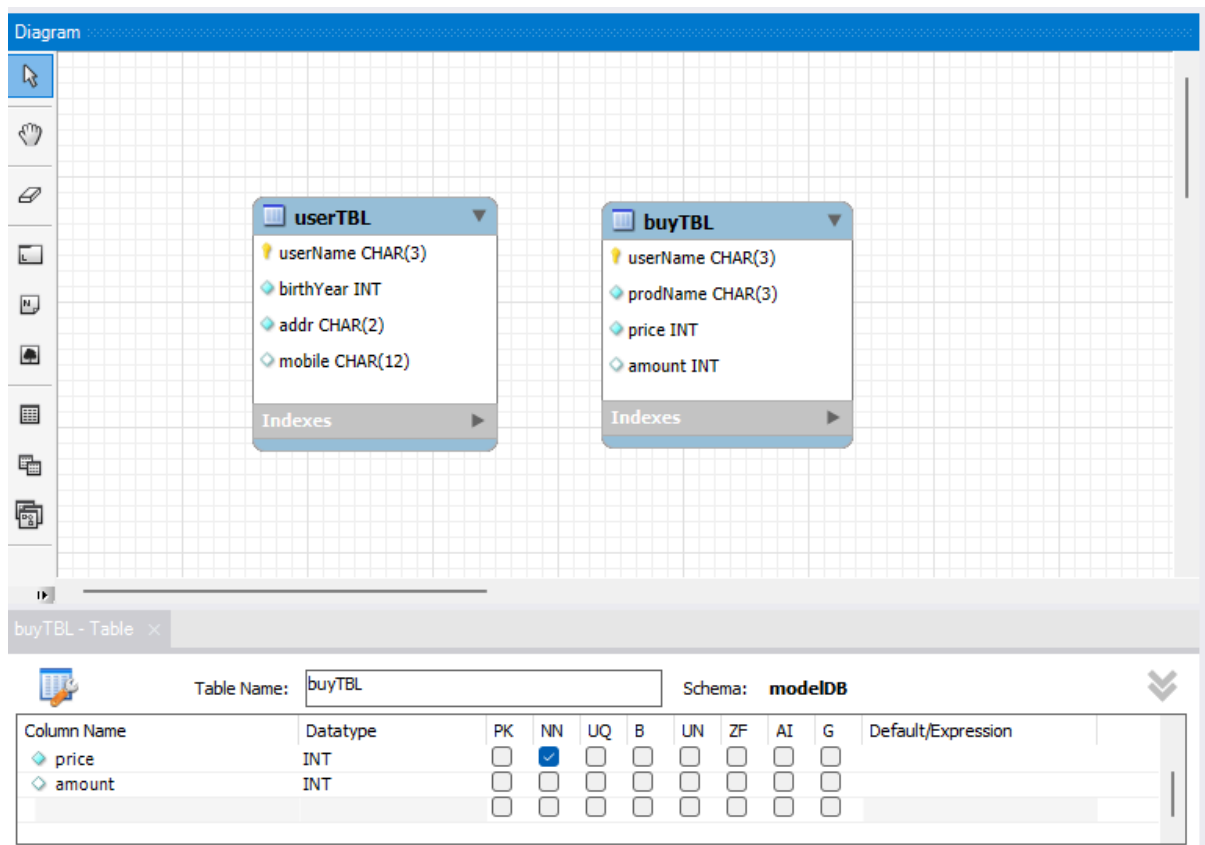 Diagram
userTBL
userName CHAR(3)
birthYear INT
addr CHAR(2)
mobile CHAR(12)
Indexes
buyTBL
userName CHAR(3)
prodName CHAR(3)
price INT
amount INT
Indexes
buyTBL - Table ×
Table Name: buyTBL Schema: modelDB
Column Name Datatype PK NN UQ B UN ZF AI G Default/Expression
price INT
amount INT